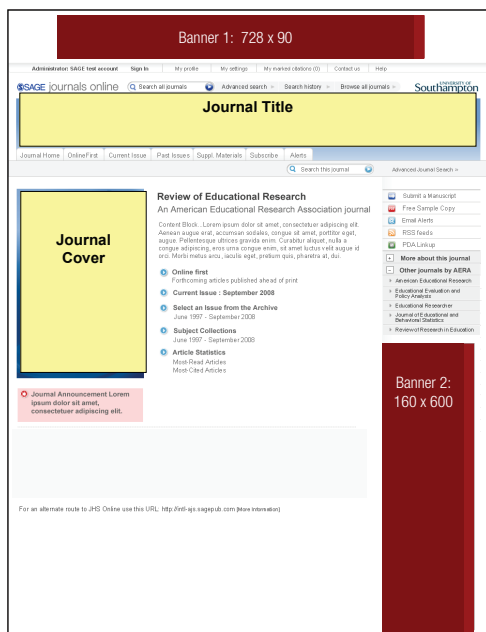 Banner 1: 728 x 90
Administrator: SAGE test account Sign In My profile My settings My marked citations (0) Contact us Help
SAGE journals online Search all journals Advanced search » Search history » Browse all journals » UNIVERSITY OF Southampton
Journal Title
Journal Home OnlineFirst Current Issue Past Issues Suppl. Materials Subscribe Alerts
Search this journal Advanced Journal Search »
Journal
Cover
Review of Educational Research
An American Educational Research Association journal
Content Block...Lorem ipsum dolor sit amet, consectetuer adipiscing elit.
Aenean augue erat, accumsan sodales, congue sit amet, porttitor eget,
augue. Pellentesque ultrices gravida enim. Curabitur aliquet, nulla a
congue adipiscing, eros urna congue enim, sit amet luctus velit augue id
orci. Morbi metus arcu, iaculis eget, pretium quis, pharetra at, dui.
Online first
Forthcoming articles published ahead of print
Current Issue : September 2008
Select an Issue from the Archive
June 1997 - September 2008
Subject Collections
June 1997 - September 2008
Article Statistics
Most-Read Articles
Most-Cited Articles
Submit a Manuscript
Free Sample Copy
Email Alerts
RSS feeds
PDA Linkup
More about this journal
Other journals by AERA
American Educational Research
Educational Evaluation and
Policy Analysis
Educational Researcher
Journal of Educational and
Behavioral Statistics
Review of Research in Education
Banner 2:
160 x 600
Journal Announcement Lorem
ipsum dolor sit amet,
consectetuer adipiscing elit.
For an alternate route to JHS Online use this URL: http://intl-ajs.sagepub.com (More Information)